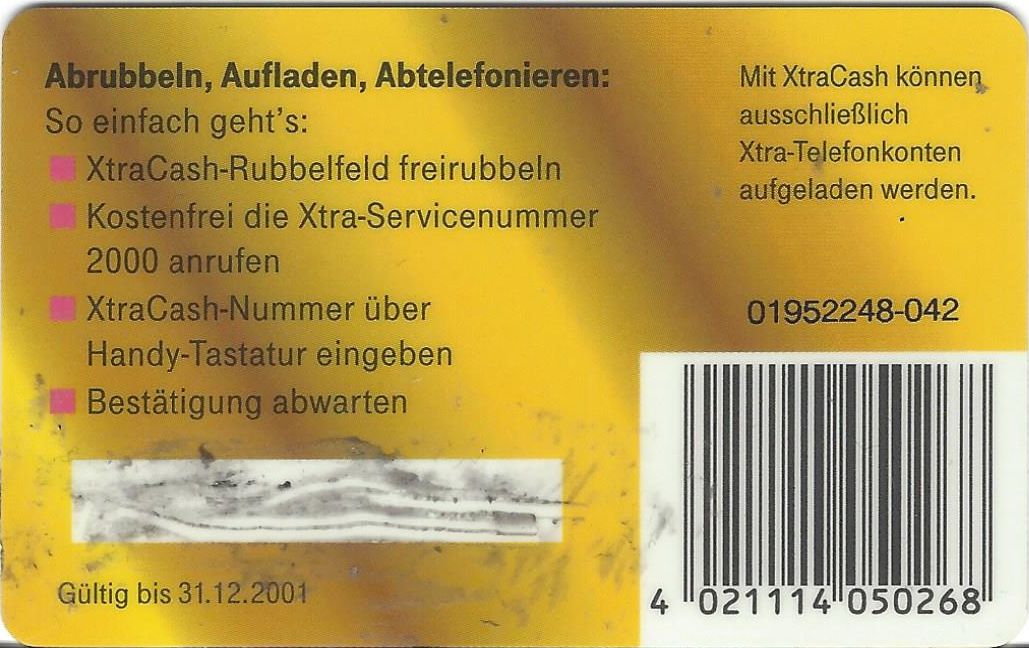 Abrubbeln, Aufladen, Abtelefonieren:
So einfach geht's:
XtraCash-Rubbelfeld freirubbeln
Kostenfrei die Xtra-Servicenummer
2000 anrufen
XtraCash-Nummer über
Handy-Tastatur eingeben
Bestätigung abwarten
Gültig bis 31.12.2001
Mit XtraCash können
ausschließlich
Xtra-Telefonkonten
aufgeladen werden.
01952248-042
4 021114 050268